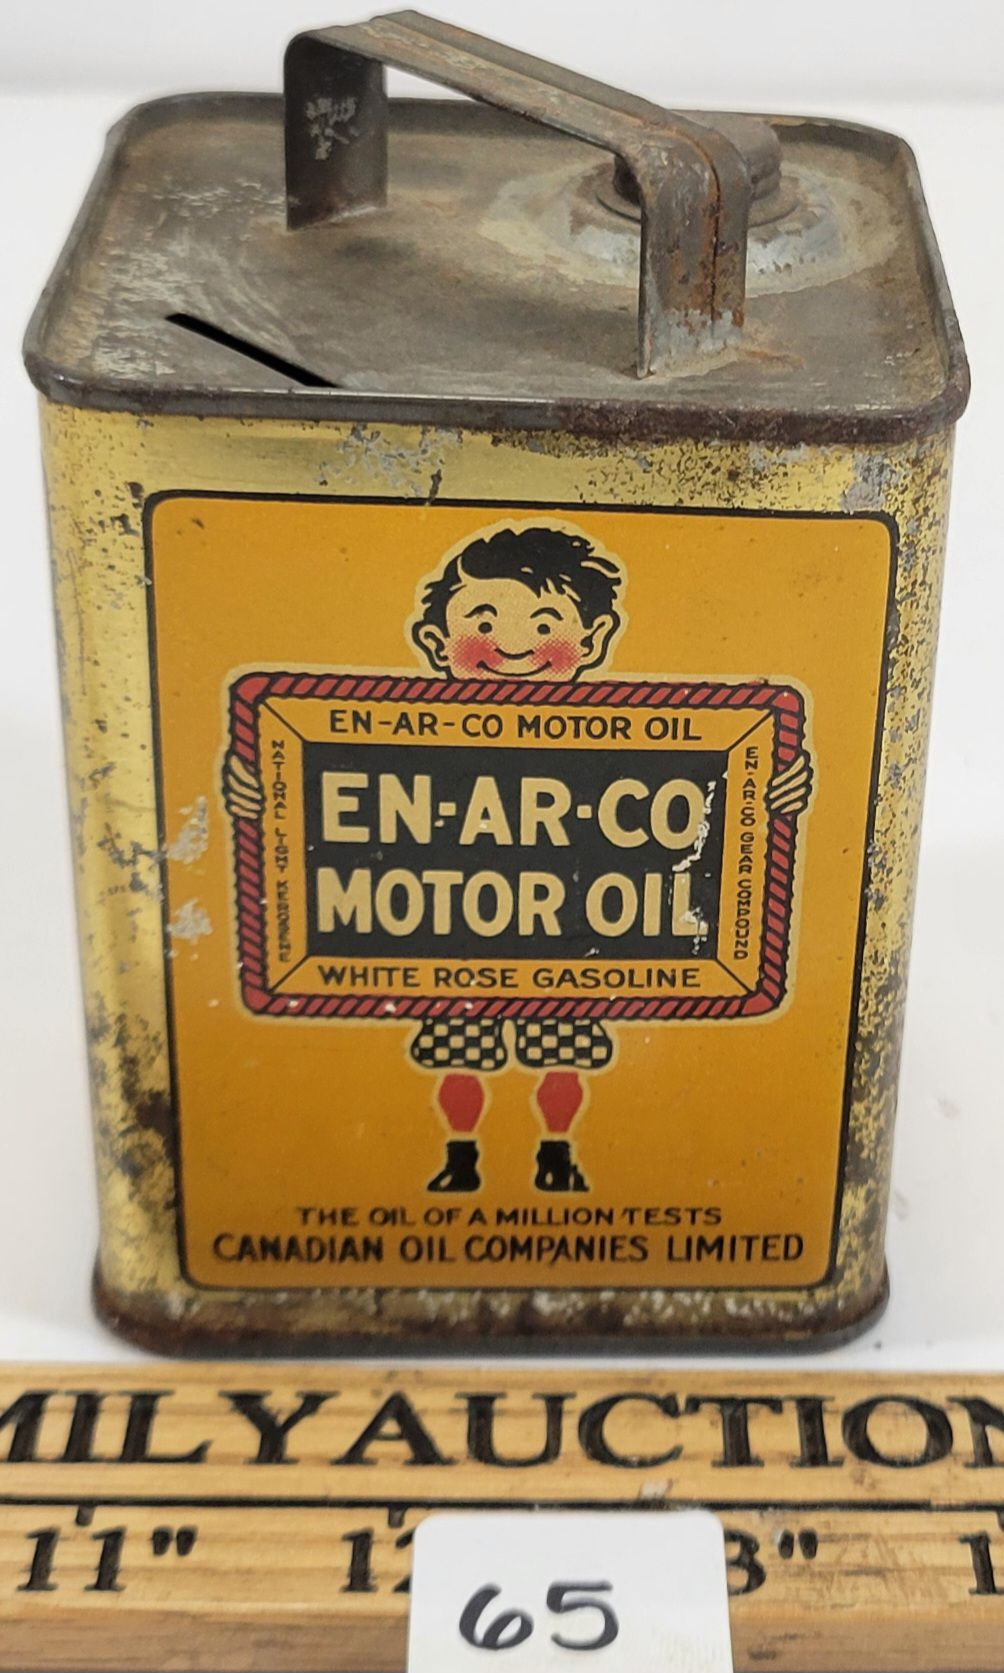 EN-AR-CO MOTOR OIL
NATIONAL LIGHT KEROSENE
EN-AR-CO
MOTOR OIL
EN-AR-CO GEAR COMPOUND
WHITE ROSE GASOLINE
THE OIL OF A MILLION TESTS
CANADIAN OIL COMPANIES LIMITED
MILYAUCTION
11"
65